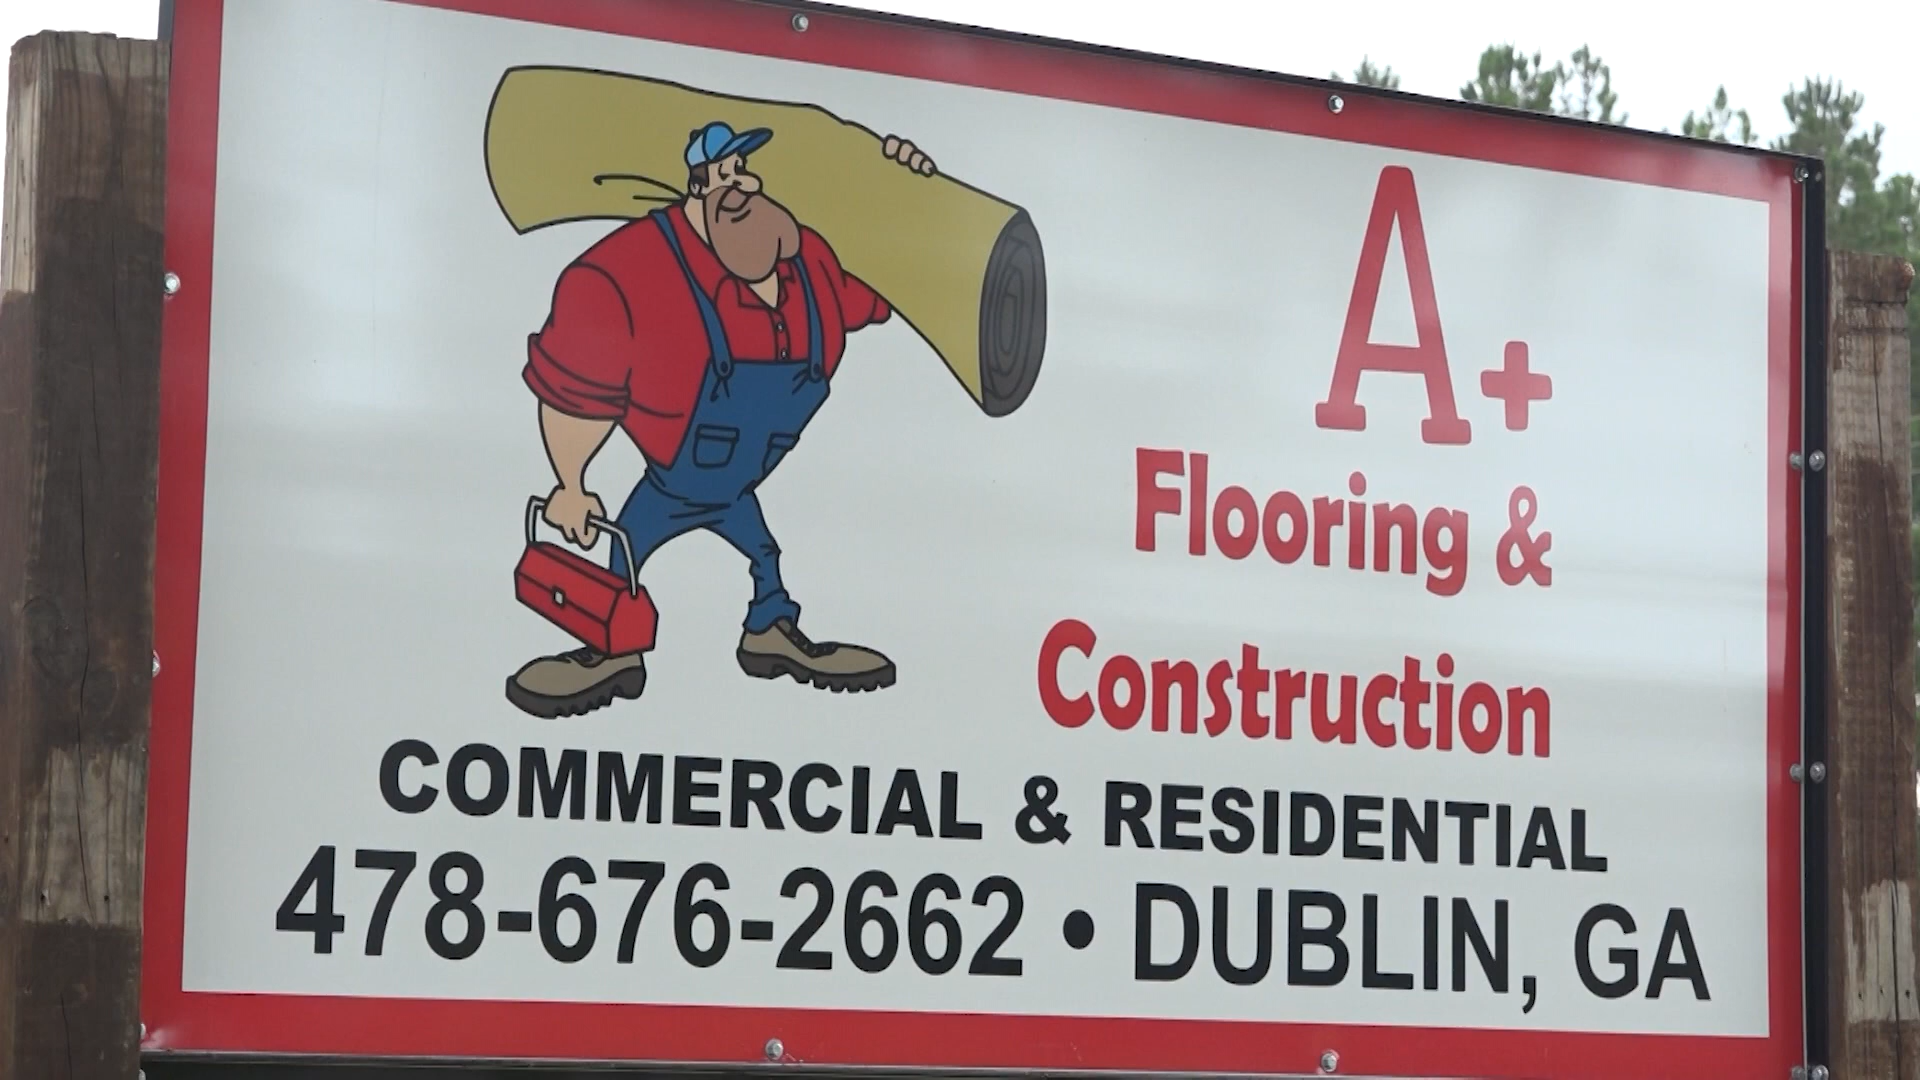 A+
Flooring &
Construction
COMMERCIAL & RESIDENTIAL
478-676-2662 • DUBLIN, GA